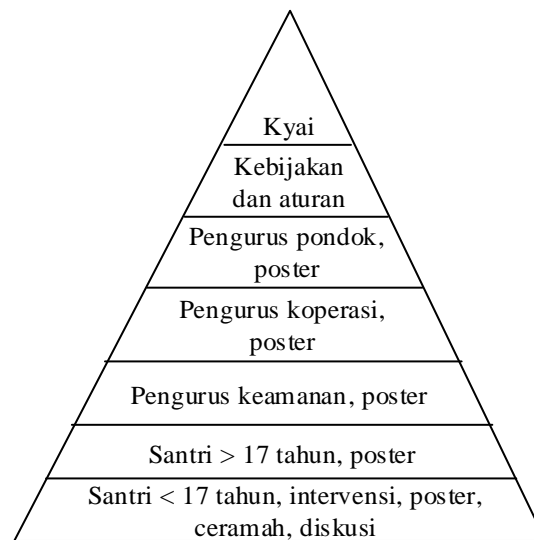 Kyai
Kebijakan
dan aturan
Pengurus pondok,
poster
Pengurus koperasi,
poster
Pengurus keamanan, poster
Santri > 17 tahun, poster
Santri < 17 tahun, intervensi, poster,
ceramah, diskusi